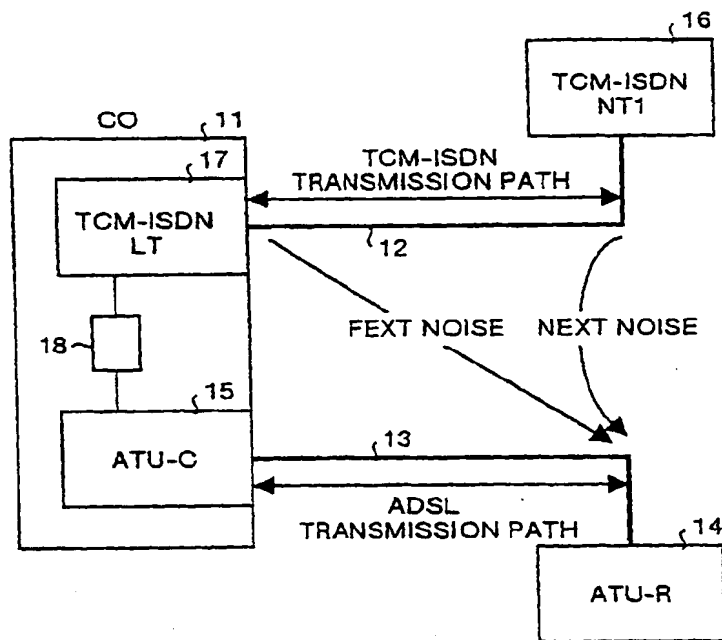 16
TCM-ISDN
NT1
CO
11
17
TCM-ISDN
LT
TCM-ISDN
TRANSMISSION PATH
12
FEXT NOISE
NEXT NOISE
18
15
ATU-C
13
ADSL
TRANSMISSION PATH
14
ATU-R